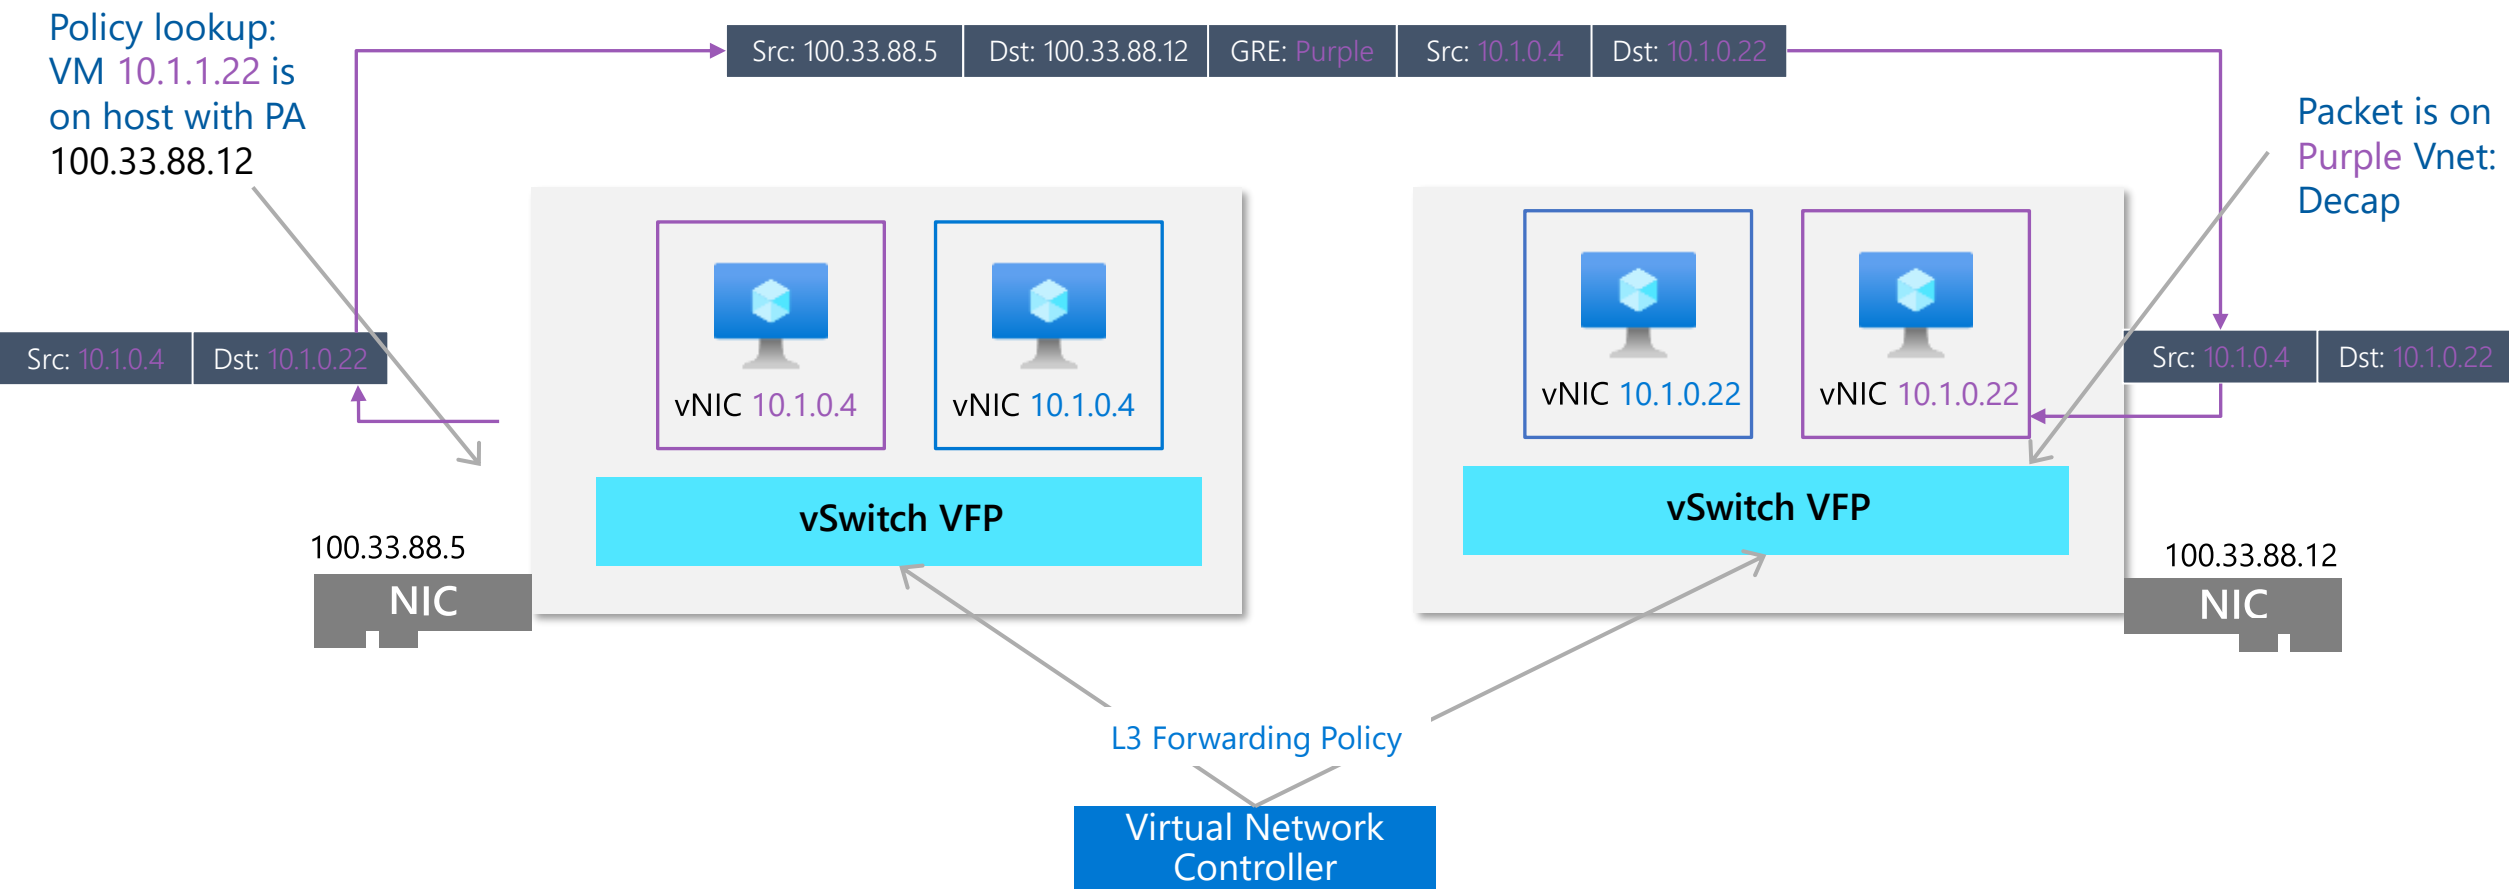 Policy lookup:
VM 10.1.1.22 is
on host with PA
100.33.88.12
Src: 100.33.88.5 Dst: 100.33.88.12 GRE: Purple Src: 10.1.0.4 Dst: 10.1.0.22
Packet is on
Purple Vnet:
Decap
Src: 10.1.0.4 Dst: 10.1.0.22
vNIC 10.1.0.4
vNIC 10.1.0.4
vNIC 10.1.0.22
vNIC 10.1.0.22
Src: 10.1.0.4 Dst: 10.1.0.22
vSwitch VFP
vSwitch VFP
100.33.88.5
NIC
100.33.88.12
NIC
L3 Forwarding Policy
Virtual Network
Controller